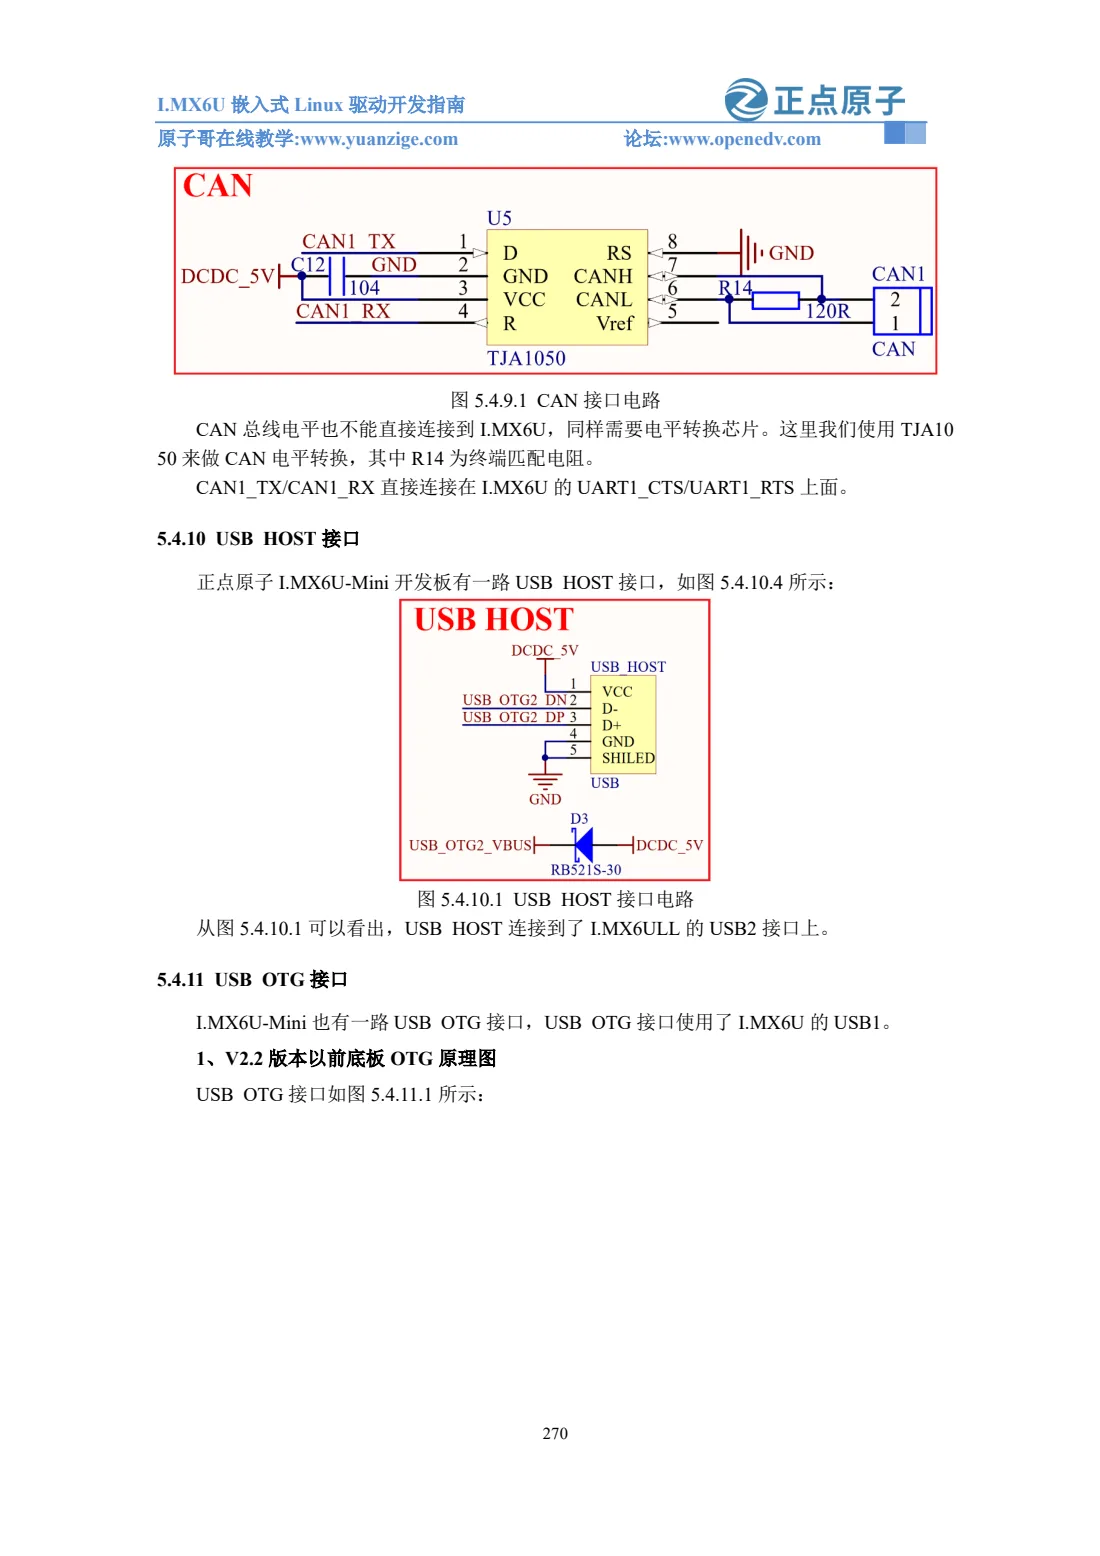 I.MX6U 嵌入式 Linux 驱动开发指南
正点原子
原子哥在线教学:www.yuanzige.com 论坛:www.openedv.com
CAN
U5
CAN1_TX 1 D RS 8 GND
DCDC_5V C12 GND 2 GND CANH 7 CAN1
104 3 VCC CANL 6 R14 2
CAN1_RX 4 R Vref 5 120R 1
TJA1050 CAN
图 5.4.9.1 CAN 接口电路
CAN 总线电平也不能直接连接到 I.MX6U，同样需要电平转换芯片。这里我们使用 TJA10
50 来做 CAN 电平转换，其中 R14 为终端匹配电阻。
CAN1_TX/CAN1_RX 直接连接在 I.MX6U 的 UART1_CTS/UART1_RTS 上面。
5.4.10 USB HOST 接口
正点原子 I.MX6U-Mini 开发板有一路 USB HOST 接口，如图 5.4.10.4 所示：
USB HOST
DCDC_5V
USB_HOST
1 VCC
USB_OTG2_DN 2 D-
USB_OTG2_DP 3 D+
4 GND
5 SHILED
USB
GND
D3
USB_OTG2_VBUS DCDC_5V
RB521S-30
图 5.4.10.1 USB HOST 接口电路
从图 5.4.10.1 可以看出，USB HOST 连接到了 I.MX6ULL 的 USB2 接口上。
5.4.11 USB OTG 接口
I.MX6U-Mini 也有一路 USB OTG 接口，USB OTG 接口使用了 I.MX6U 的 USB1。
1、V2.2 版本以前底板 OTG 原理图
USB OTG 接口如图 5.4.11.1 所示：
270